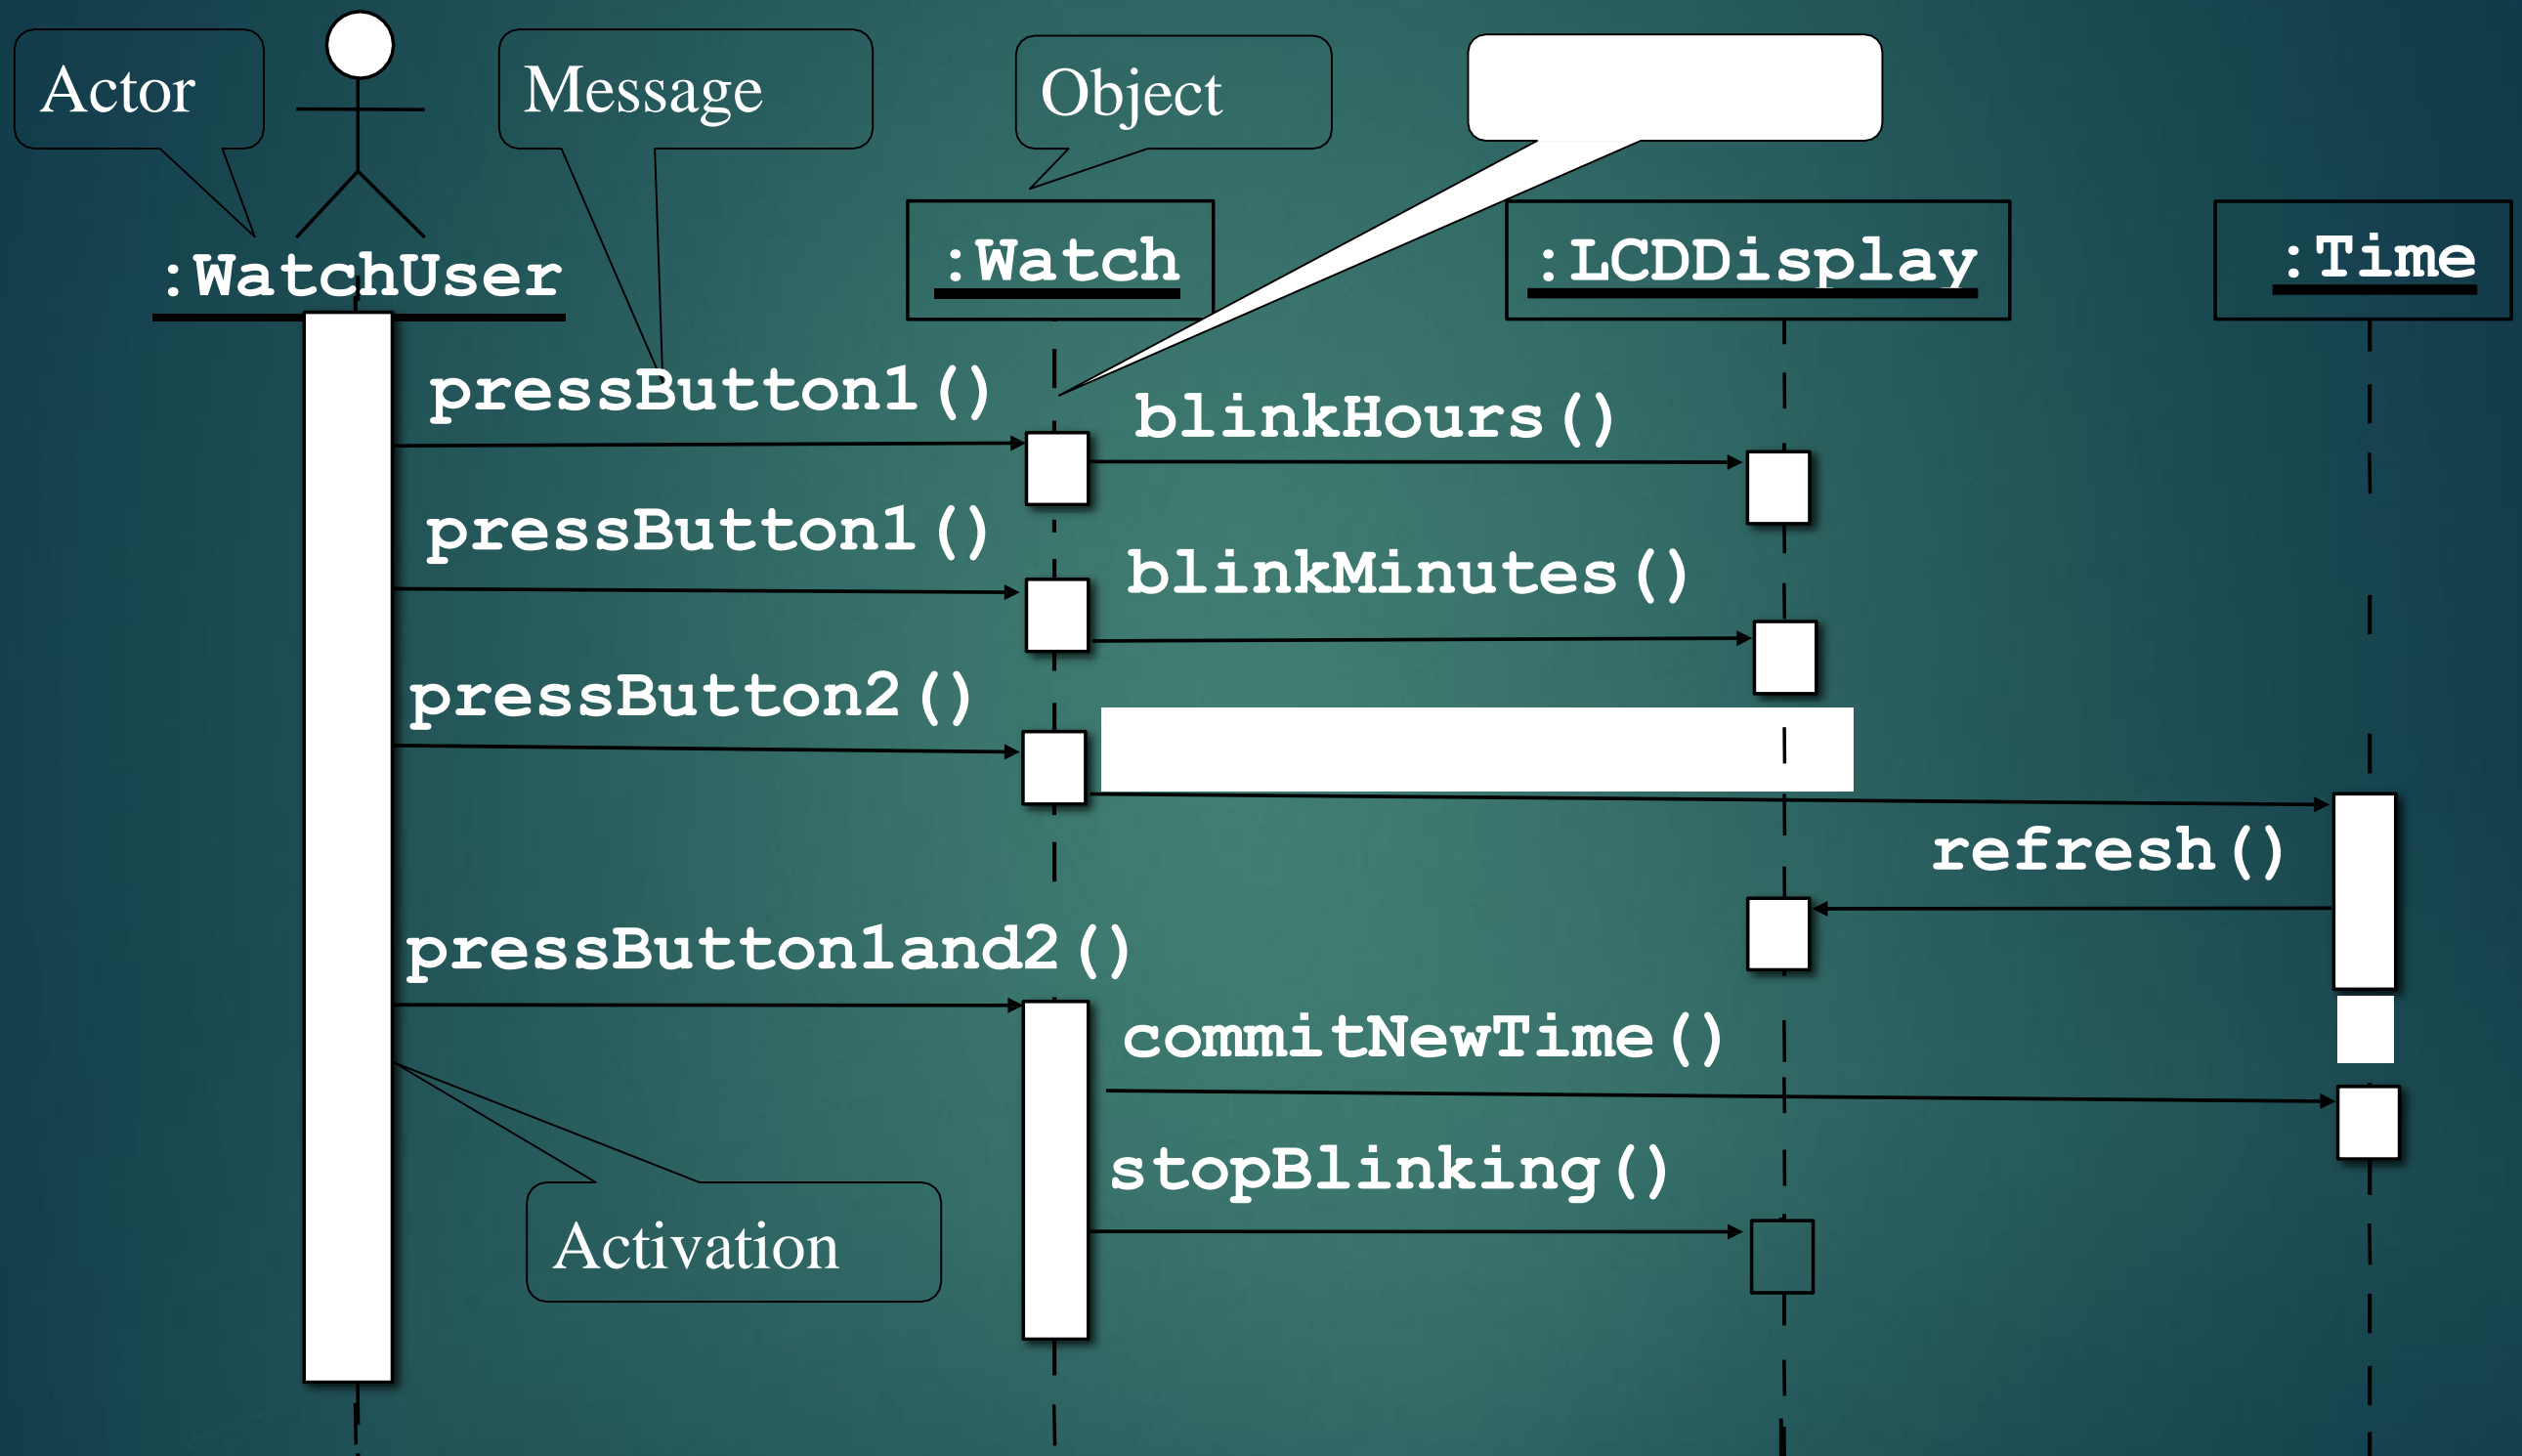 Actor
Message
Object
:WatchUser
:Watch
:LCDDisplay
:Time
pressButton1()
blinkHours()
pressButton1()
blinkMinutes()
pressButton2()
refresh()
pressButton1and2()
commitNewTime()
stopBlinking()
Activation